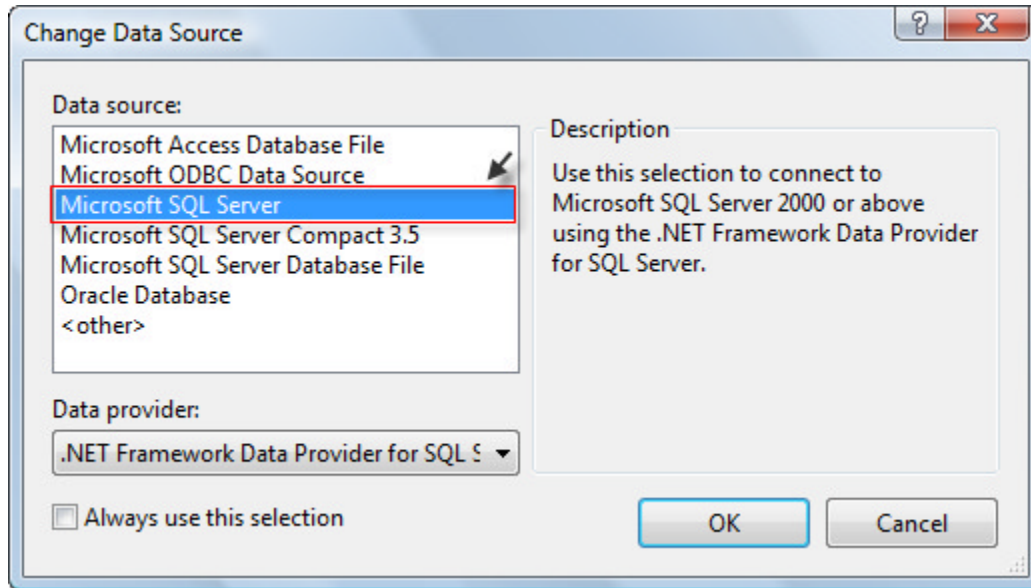 Change Data Source
?
Data source:
Microsoft Access Database File
Microsoft ODBC Data Source
Microsoft SQL Server
Microsoft SQL Server Compact 3.5
Microsoft SQL Server Database File
Oracle Database
<other>
Description
Use this selection to connect to
Microsoft SQL Server 2000 or above
using the .NET Framework Data Provider
for SQL Server.
Data provider:
.NET Framework Data Provider for SQL S
Always use this selection
OK
Cancel